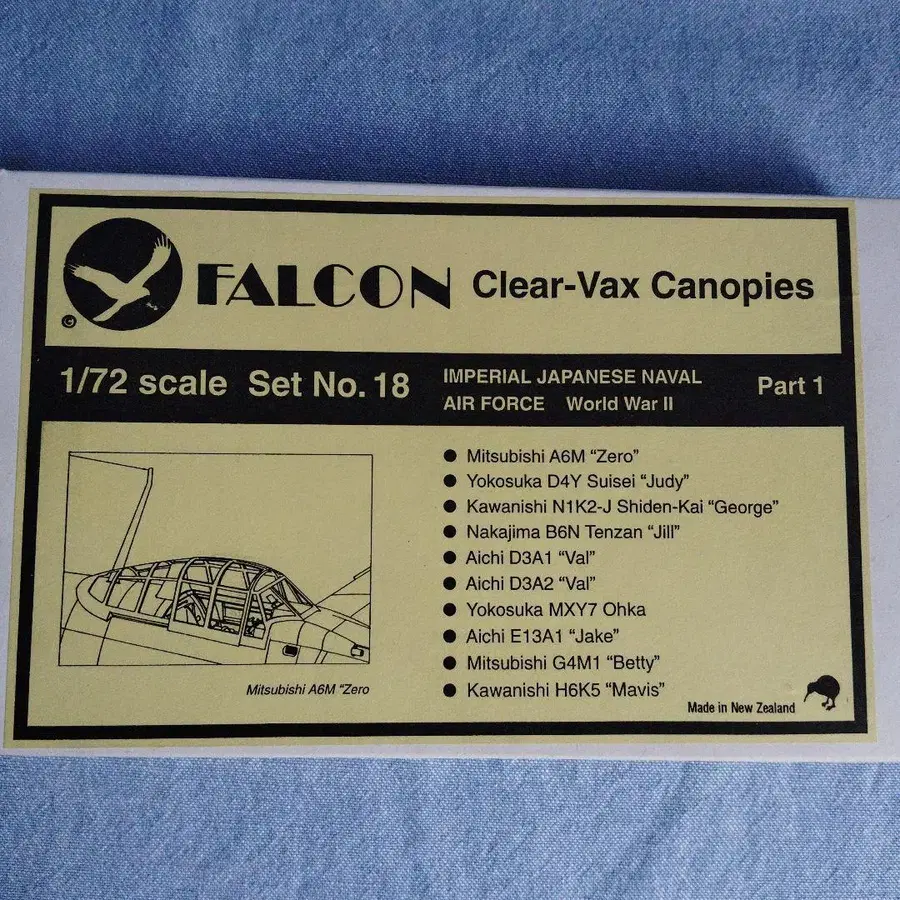 FALCON Clear-Vax Canopies
©
1/72 scale Set No. 18
IMPERIAL JAPANESE NAVAL
AIR FORCE World War II
Part 1
● Mitsubishi A6M “Zero”
● Yokosuka D4Y Suisei “Judy”
● Kawanishi N1K2-J Shiden-Kai “George”
● Nakajima B6N Tenzan “Jill”
● Aichi D3A1 “Val”
● Aichi D3A2 “Val”
● Yokosuka MXY7 Ohka
● Aichi E13A1 “Jake”
● Mitsubishi G4M1 “Betty”
● Kawanishi H6K5 “Mavis”
Mitsubishi A6M “Zero
Made in New Zealand